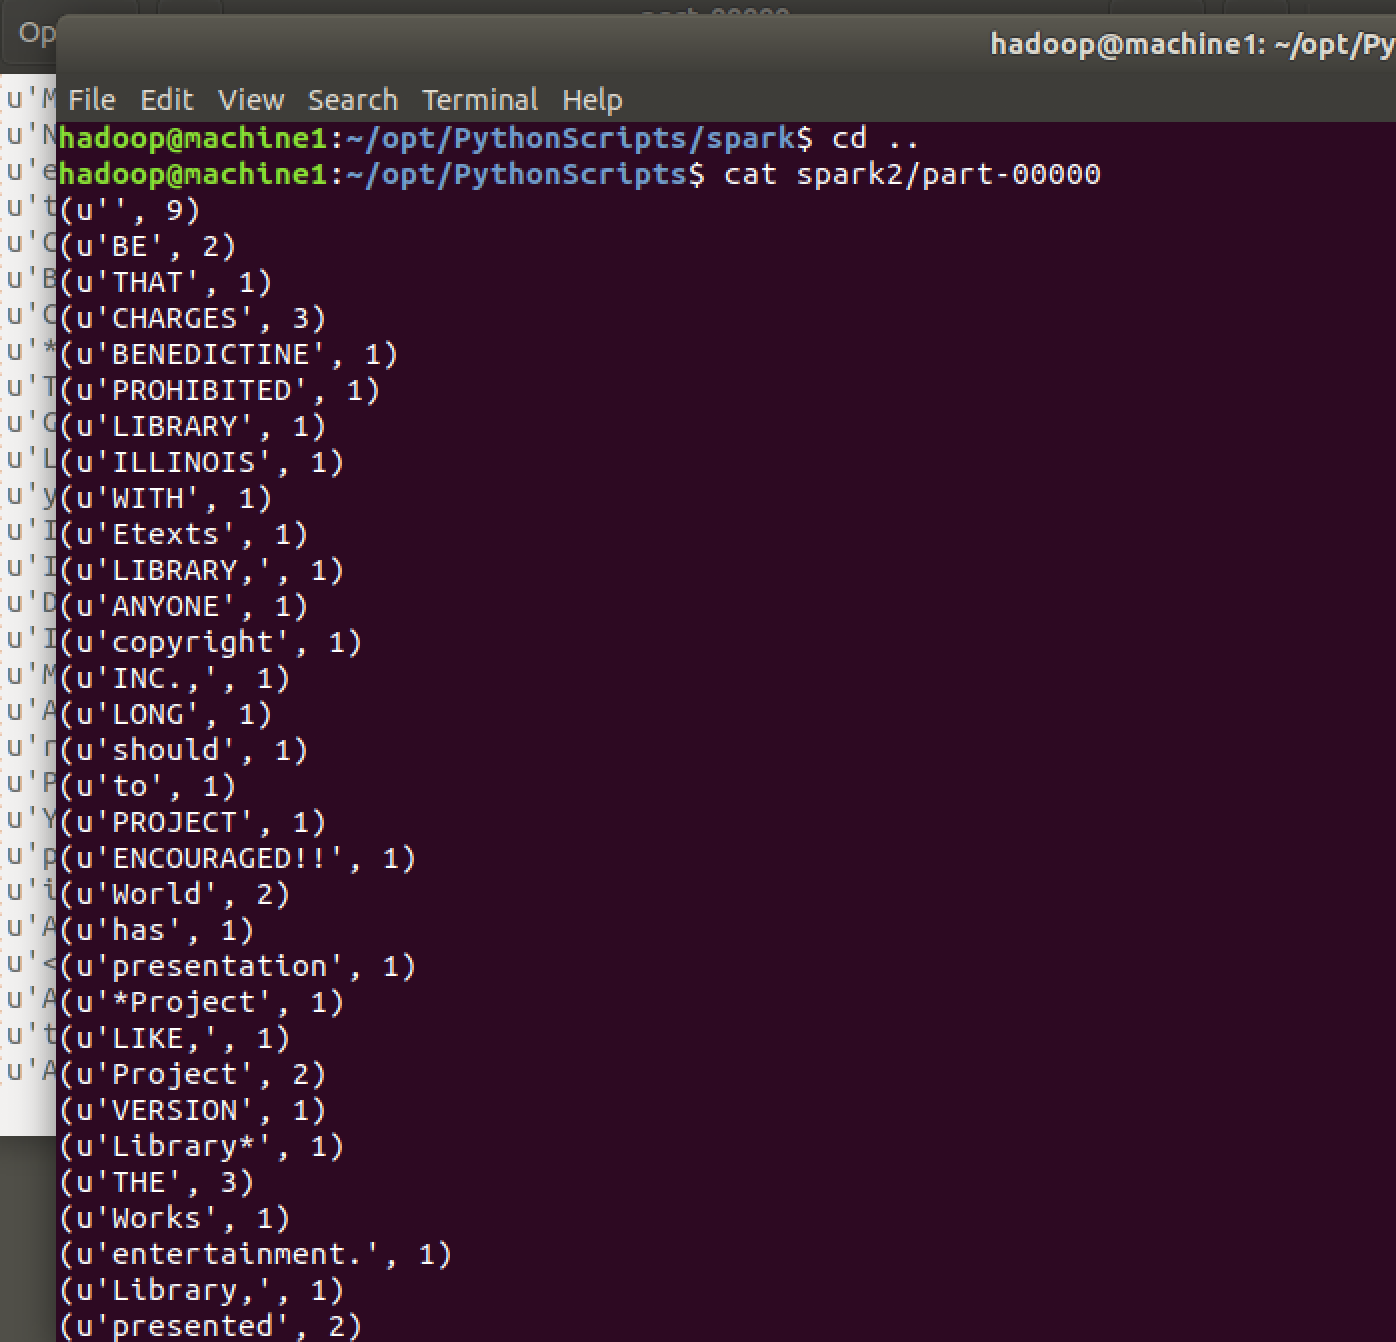 Op
hadoop@machine1: ~/opt/Py
File Edit View Search Terminal Help
hadoop@machine1:~/opt/PythonScripts/spark$ cd ..
hadoop@machine1:~/opt/PythonScripts$ cat spark2/part-00000
(u'', 9)
(u'BE', 2)
(u'THAT', 1)
(u'CHARGES', 3)
(u'BENEDICTINE', 1)
(u'PROHIBITED', 1)
(u'LIBRARY', 1)
(u'ILLINOIS', 1)
(u'WITH', 1)
(u'Etexts', 1)
(u'LIBRARY,', 1)
(u'ANYONE', 1)
(u'copyright', 1)
(u'INC.,', 1)
(u'LONG', 1)
(u'should', 1)
(u'to', 1)
(u'PROJECT', 1)
(u'ENCOURAGED!!', 1)
(u'World', 2)
(u'has', 1)
(u'presentation', 1)
(u'*Project', 1)
(u'LIKE,', 1)
(u'Project', 2)
(u'VERSION', 1)
(u'Library*', 1)
(u'THE', 3)
(u'Works', 1)
(u'entertainment.', 1)
(u'Library,', 1)
(u'presented', 2)